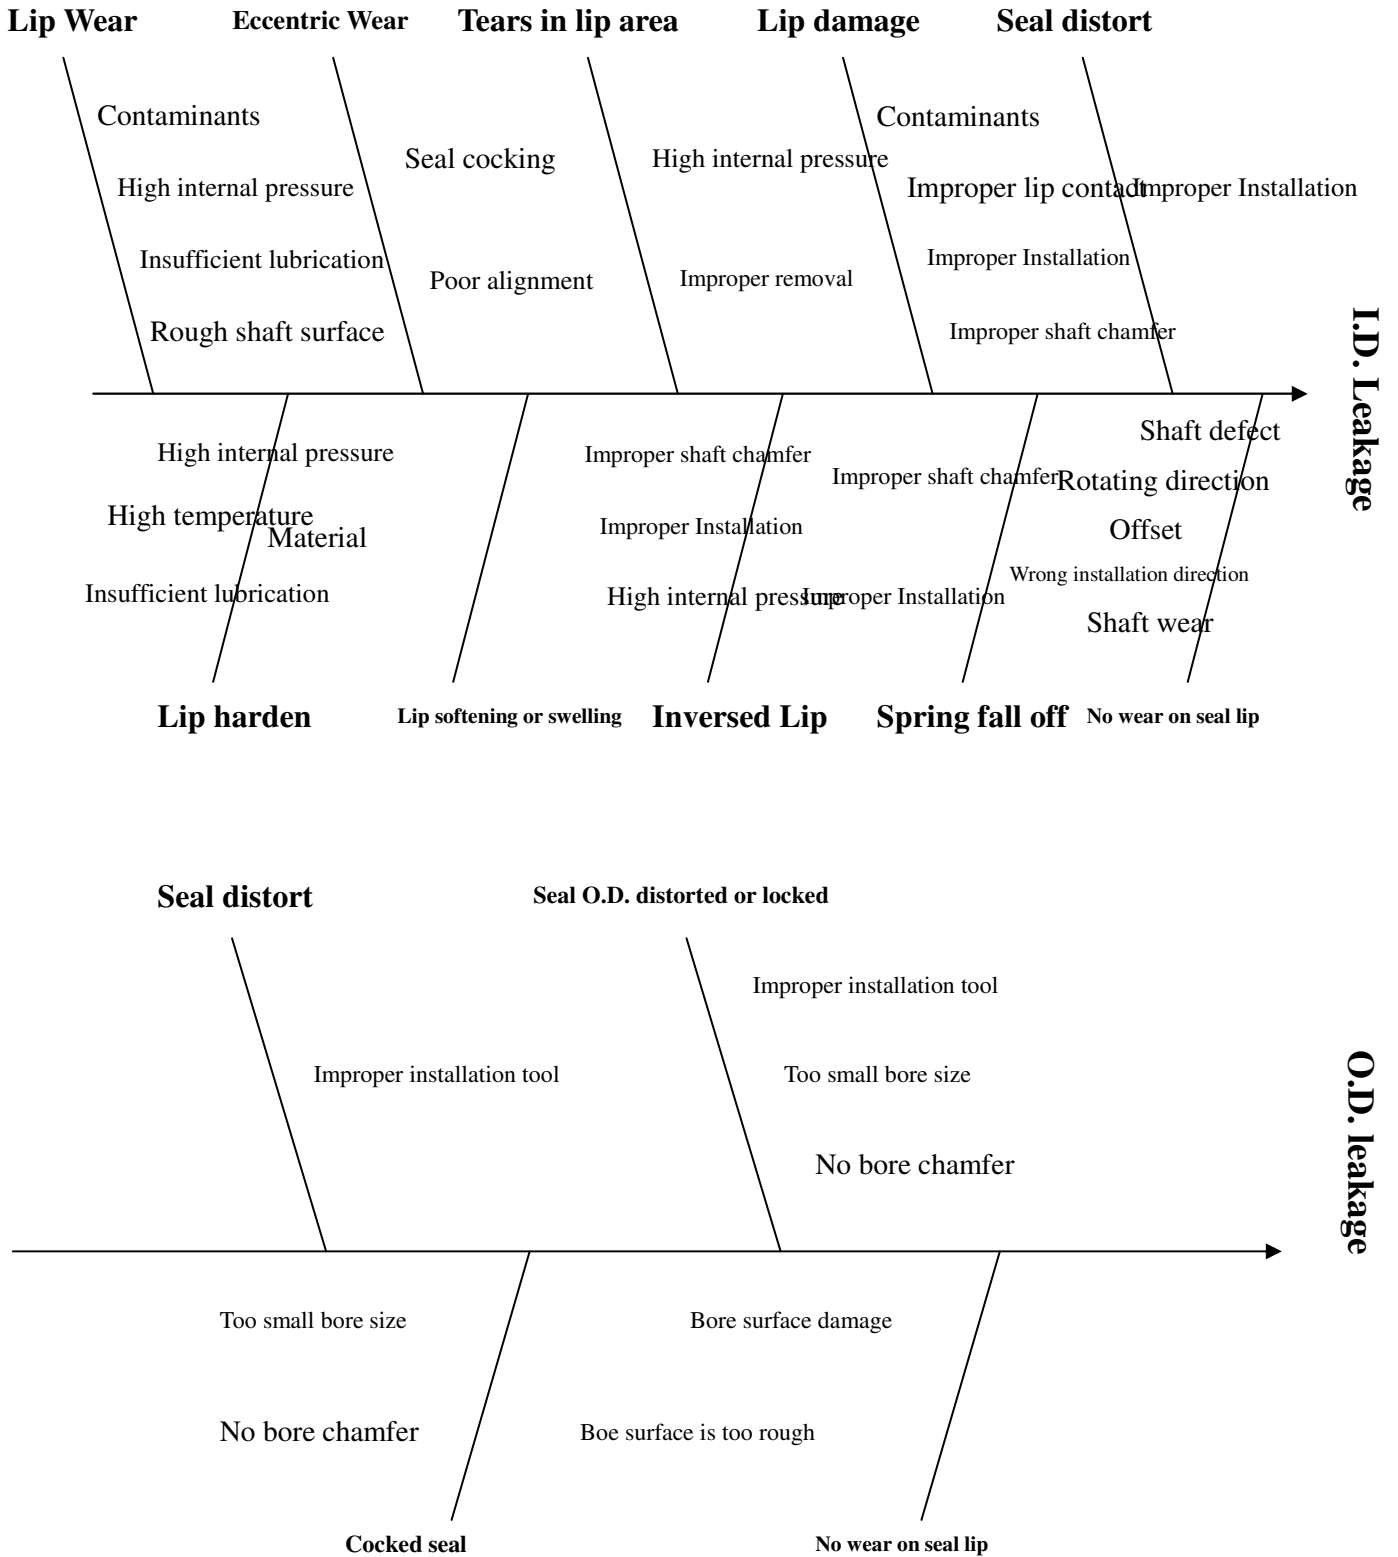 Lip Wear
Eccentric Wear
Tears in lip area
Lip damage
Seal distort
Contaminants
High internal pressure
Insufficient lubrication
Rough shaft surface
Seal cocking
Poor alignment
High internal pressure
Improper removal
Contaminants
Improper lip contact
Improper Installation
Improper shaft chamfer
Improper Installation
I.D. Leakage
High internal pressure
High temperature
Insufficient lubrication
Material
Improper shaft chamfer
Improper Installation
High internal pressure
Improper shaft chamfer
Improper Installation
Shaft defect
Rotating direction
Offset
Wrong installation direction
Shaft wear
Lip harden
Lip softening or swelling
Inversed Lip
Spring fall off
No wear on seal lip
Seal distort
Seal O.D. distorted or locked
Improper installation tool
Improper installation tool
Too small bore size
No bore chamfer
O.D. leakage
Too small bore size
No bore chamfer
Bore surface damage
Boe surface is too rough
Cocked seal
No wear on seal lip